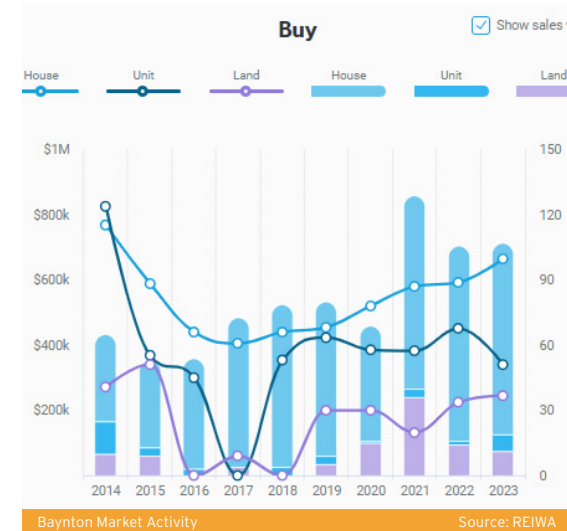 Buy
Show sales
House
Unit
Land
House
Unit
Land
$1M
150
$800k
120
$600k
90
$400k
60
$200k
30
0
2014 2015 2016 2017 2018 2019 2020 2021 2022 2023
Baynton Market Activity
Source: REIWA